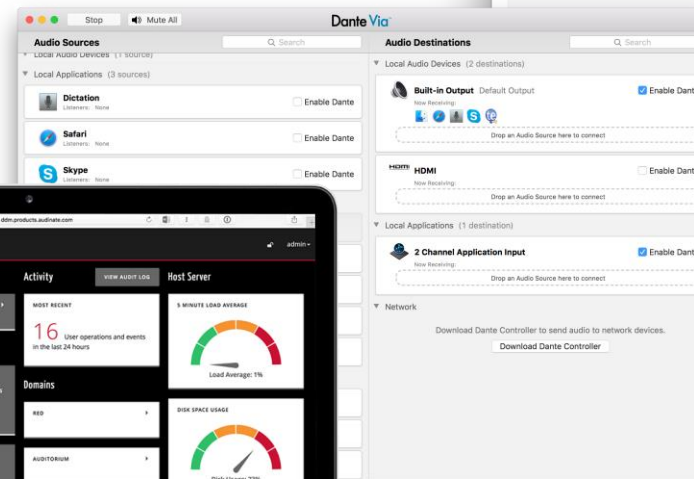 Stop
Mute All
Dante Via
Audio Sources
Search
Local Audio Devices (1 source)
Local Applications (3 sources)
Dictation
Listeners: None
Enable Dante
Safari
Listeners: None
Enable Dante
Skype
Listeners: None
Enable Dante
Audio Destinations
Search
Local Audio Devices (2 destinations)
Built-in Output Default Output
Enable Dant
Now Receiving:
Drop an Audio Source here to connect
HDMI HDMI
Enable Dant
Now Receiving:
Drop an Audio Source here to connect
Local Applications (1 destination)
2 Channel Application Input
Enable Dant
Now Receiving:
Drop an Audio Source here to connect
Network
Download Dante Controller to send audio to network devices.
Download Dante Controller
ddm.products.audinate.com
admin
Activity
VIEW AUDIT LOG
Host Server
MOST RECENT
16 User operations and events
in the last 24 hours
5 MINUTE LOAD AVERAGE
Load Average: 1%
Domains
RED
AUDITORIUM
DISK SPACE USAGE